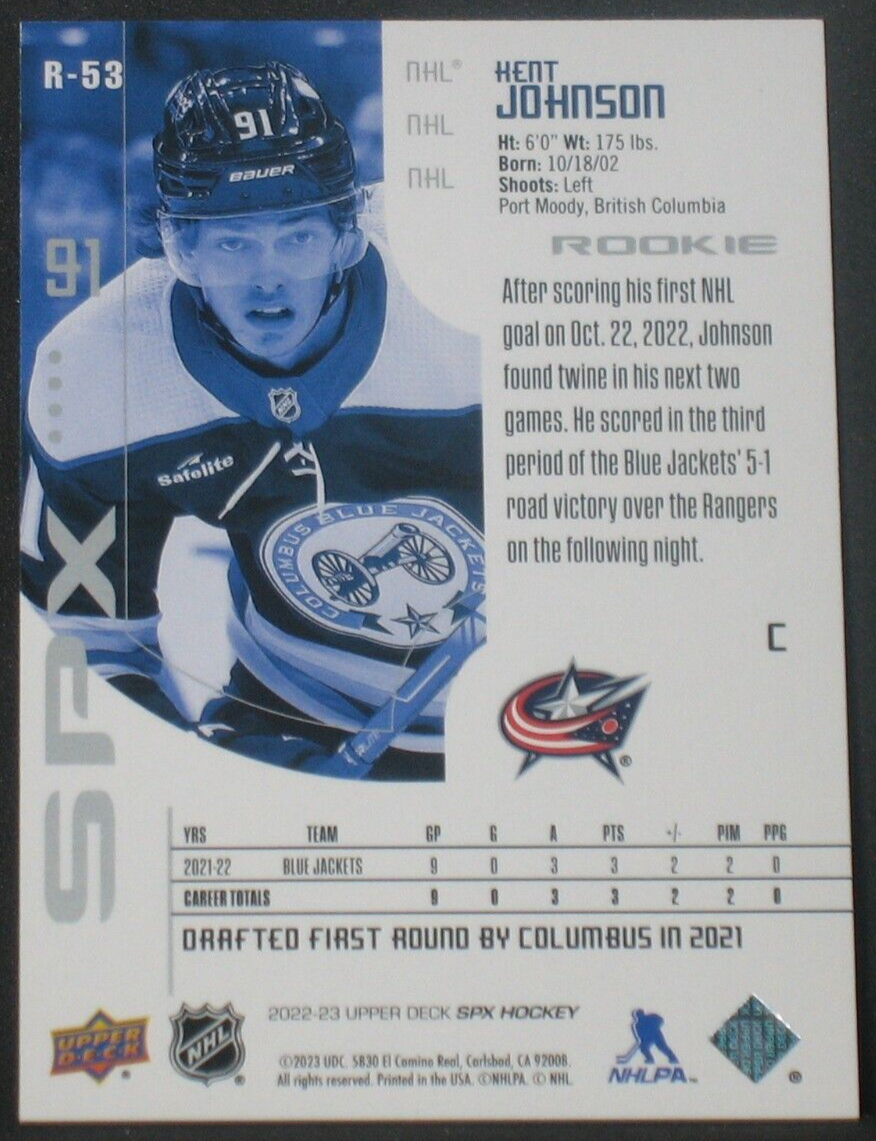 R-53
91
BAUER
91
Safelite
COLUMBUS BLUE JACKETS
SPX
NHL®
NHL
NHL
KENT
JOHNSON
Ht: 6'0" Wt: 175 lbs.
Born: 10/18/02
Shoots: Left
Port Moody, British Columbia
ROOKIE
After scoring his first NHL
goal on Oct. 22, 2022, Johnson
found twine in his next two
games. He scored in the third
period of the Blue Jackets' 5-1
road victory over the Rangers
on the following night.
C
®
YRS TEAM GP G A PTS +/- PIM PPG
2021-22 BLUE JACKETS 9 0 3 3 2 2 0
CAREER TOTALS 9 0 3 3 2 2 0
DRAFTED FIRST ROUND BY COLUMBUS IN 2021
UPPER
DECK
®
NHL
®
2022-23 UPPER DECK SPX HOCKEY
©2023 UDC. 5830 El Camino Real, Carlsbad, CA 92008.
All rights reserved. Printed in the USA. ©NHLPA. © NHL.
NHLPA™